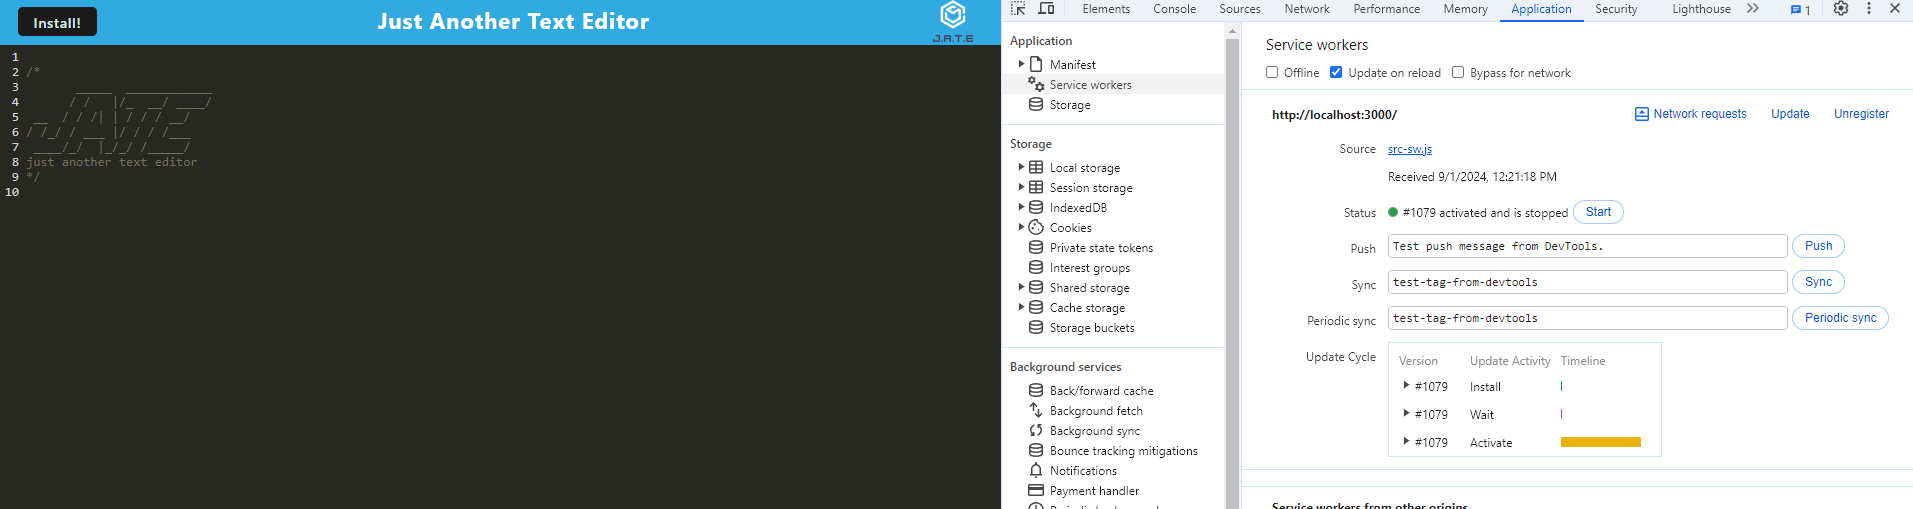 Install!
Just Another Text Editor
J.A.T.E
1
2 /*
3       _____  ____________
4      / /   |/_  __/ ____/
5  __  / / /| | / / / __/
6 / /_/ / ___ |/ / / /___
7  ____/_/  |_/_/ /_____/
8 just another text editor
9 */
10
Elements Console Sources Network Performance Memory Application Security Lighthouse 1
Application
Manifest
Service workers
Storage
Storage
Local storage
Session storage
IndexedDB
Cookies
Private state tokens
Interest groups
Shared storage
Cache storage
Storage buckets
Background services
Back/forward cache
Background fetch
Background sync
Bounce tracking mitigations
Notifications
Payment handler
Service workers
Offline Update on reload Bypass for network
http://localhost:3000/ Network requests Update Unregister
Source src-sw.js
Received 9/1/2024, 12:21:18 PM
Status #1079 activated and is stopped Start
Push Test push message from DevTools. Push
Sync test-tag-from-devtools Sync
Periodic sync test-tag-from-devtools Periodic sync
Update Cycle Version Update Activity Timeline
#1079 Install
#1079 Wait
#1079 Activate
Service workers from other origins